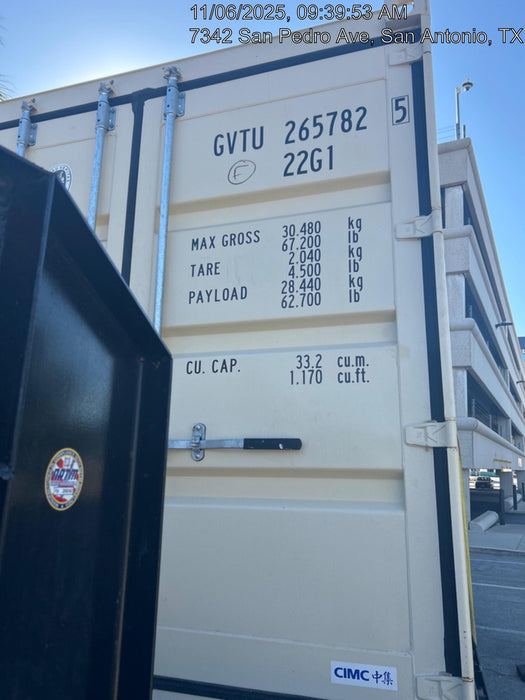 11/06/2025, 09:39:53 AM
7342 San Pedro Ave, San Antonio, TX
GVTU 265782 5
F 22G1
MAX GROSS 30.480 kg
67.200 lb
TARE 2.040 kg
4.500 lb
PAYLOAD 28.440 kg
62.700 lb
CU. CAP. 33.2 cu.m.
1.170 cu.ft.
CIMC 中集